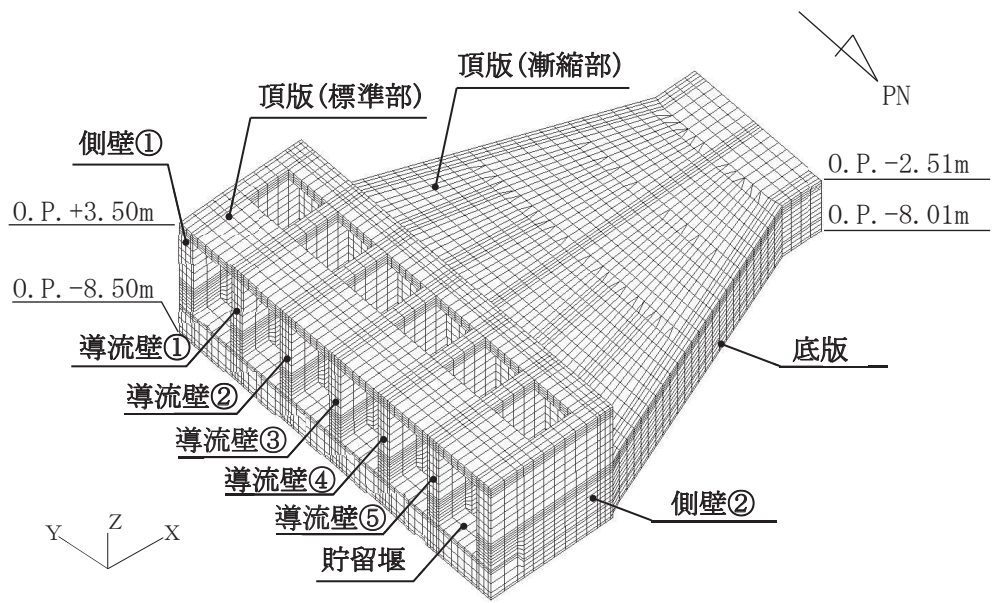 頂版(漸縮部)
頂版(標準部)
側壁①
PN
O.P.-2.51m
O.P.+3.50m
O.P.-8.01m
O.P.-8.50m
導流壁①
底版
導流壁②
導流壁③
導流壁④
側壁②
導流壁⑤
貯留堰
Y
Z
X